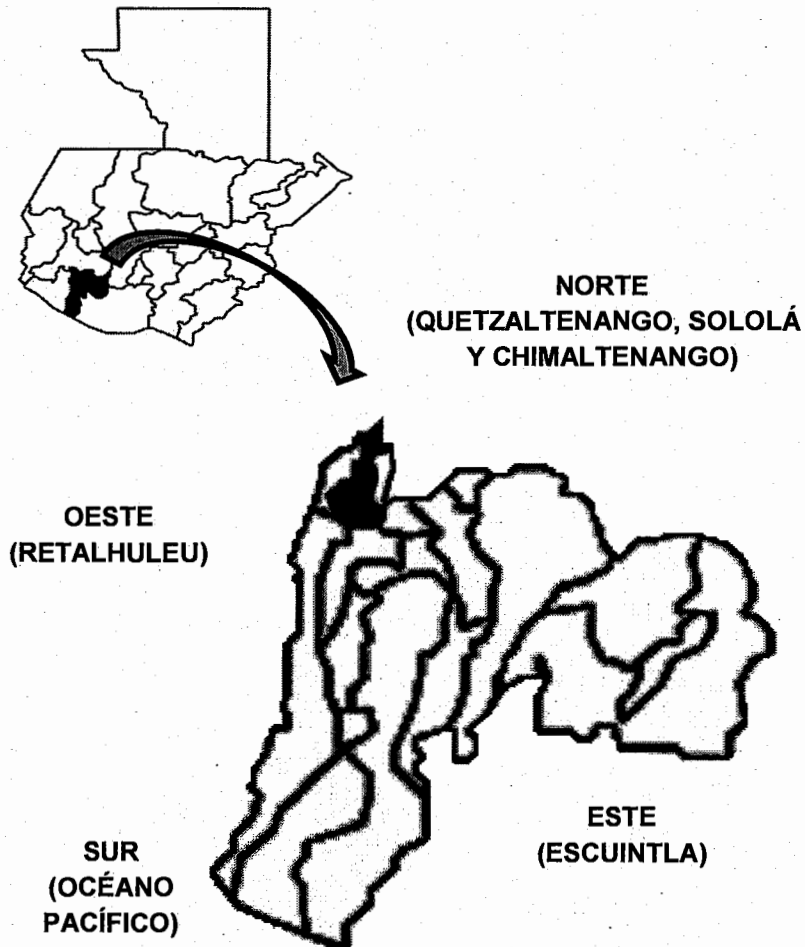 NORTE
(QUETZALTENANGO, SOLOLÁ
Y CHIMALTENANGO)
OESTE
(RETALHULEU)
ESTE
(ESCUINTLA)
SUR
(OCÉANO
PACÍFICO)